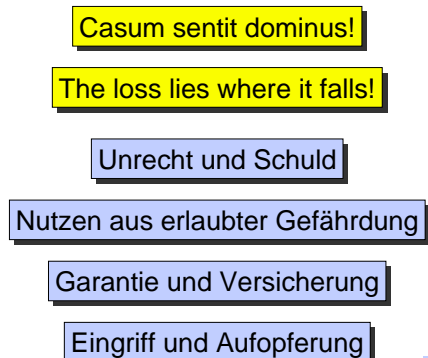 Casum sentit dominus!
The loss lies where it falls!
Unrecht und Schuld
Nutzen aus erlaubter Gefährdung
Garantie und Versicherung
Eingriff und Aufopferung